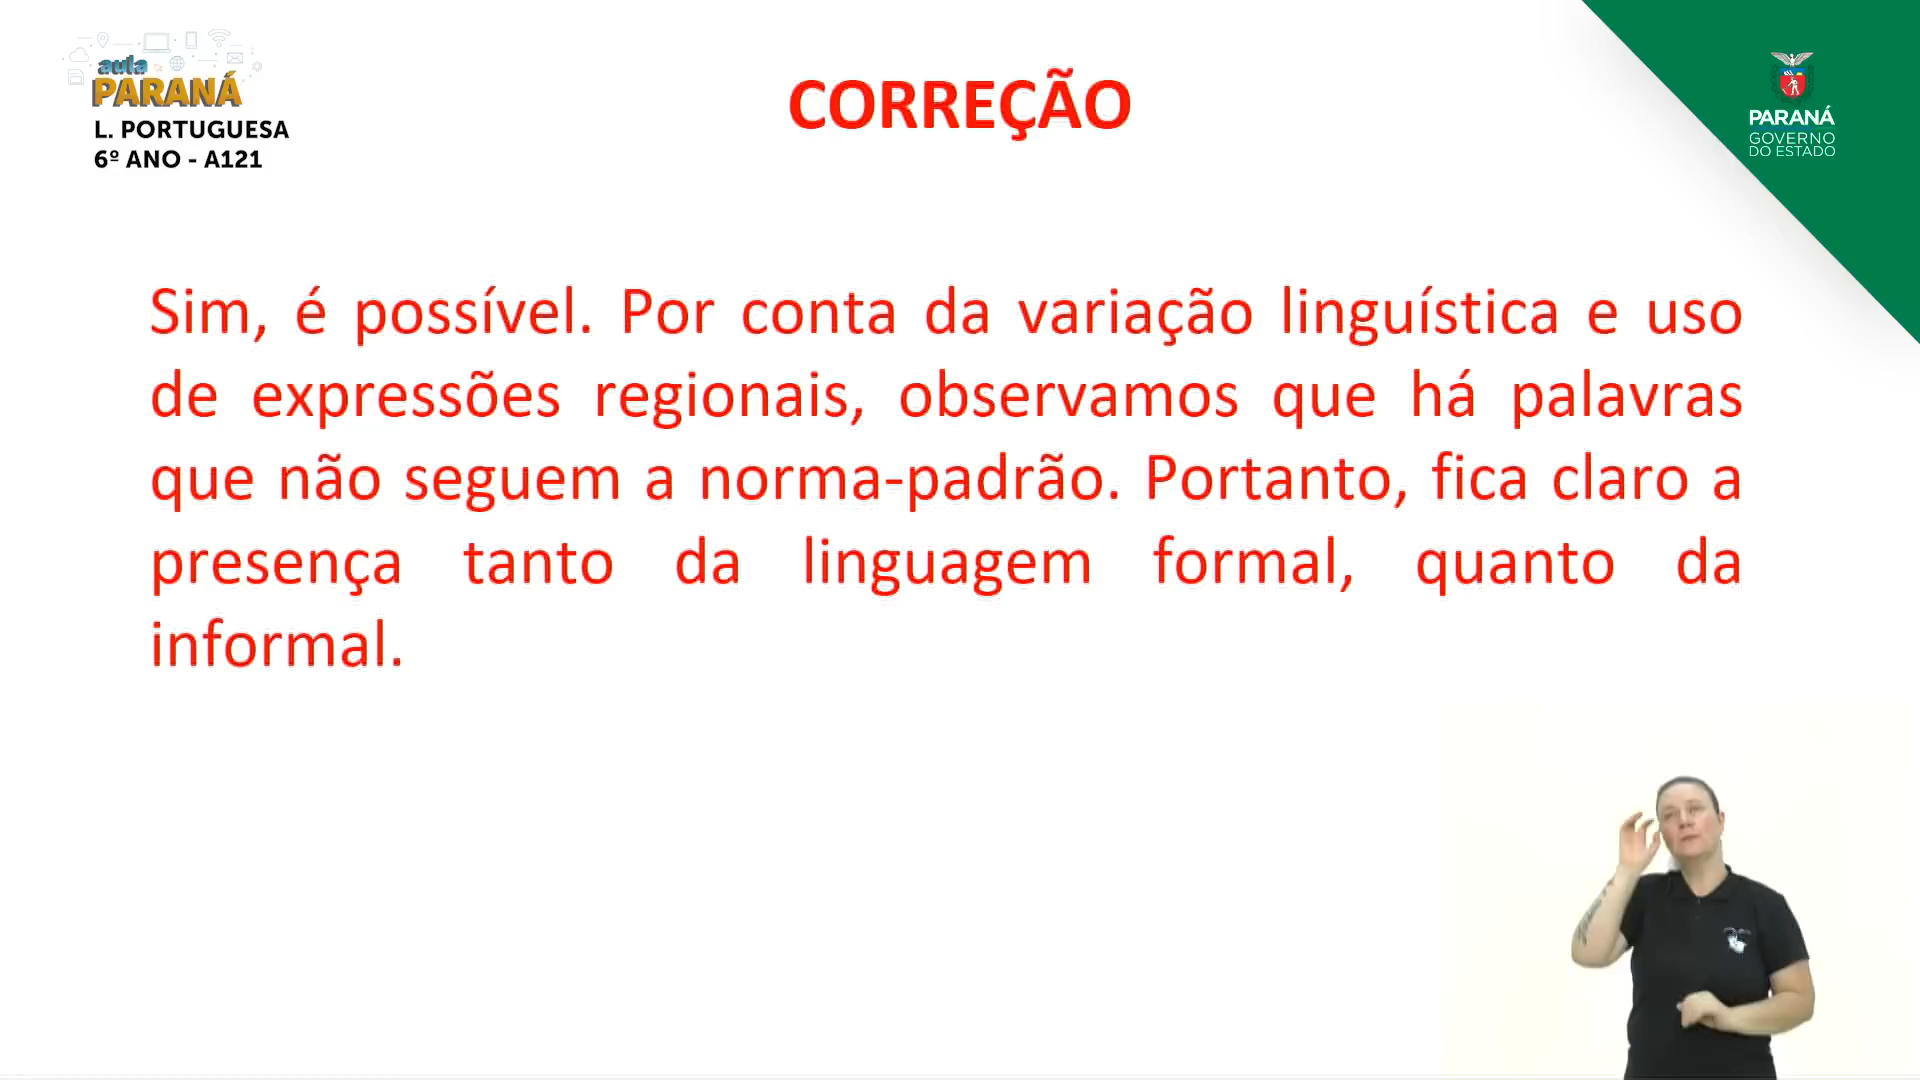 aula
PARANÁ
L. PORTUGUESA
6º ANO - A121
CORREÇÃO
PARANÁ
GOVERNO
DO ESTADO
Sim, é possível. Por conta da variação linguística e uso
de expressões regionais, observamos que há palavras
que não seguem a norma-padrão. Portanto, fica claro a
presença tanto da linguagem formal, quanto da
informal.